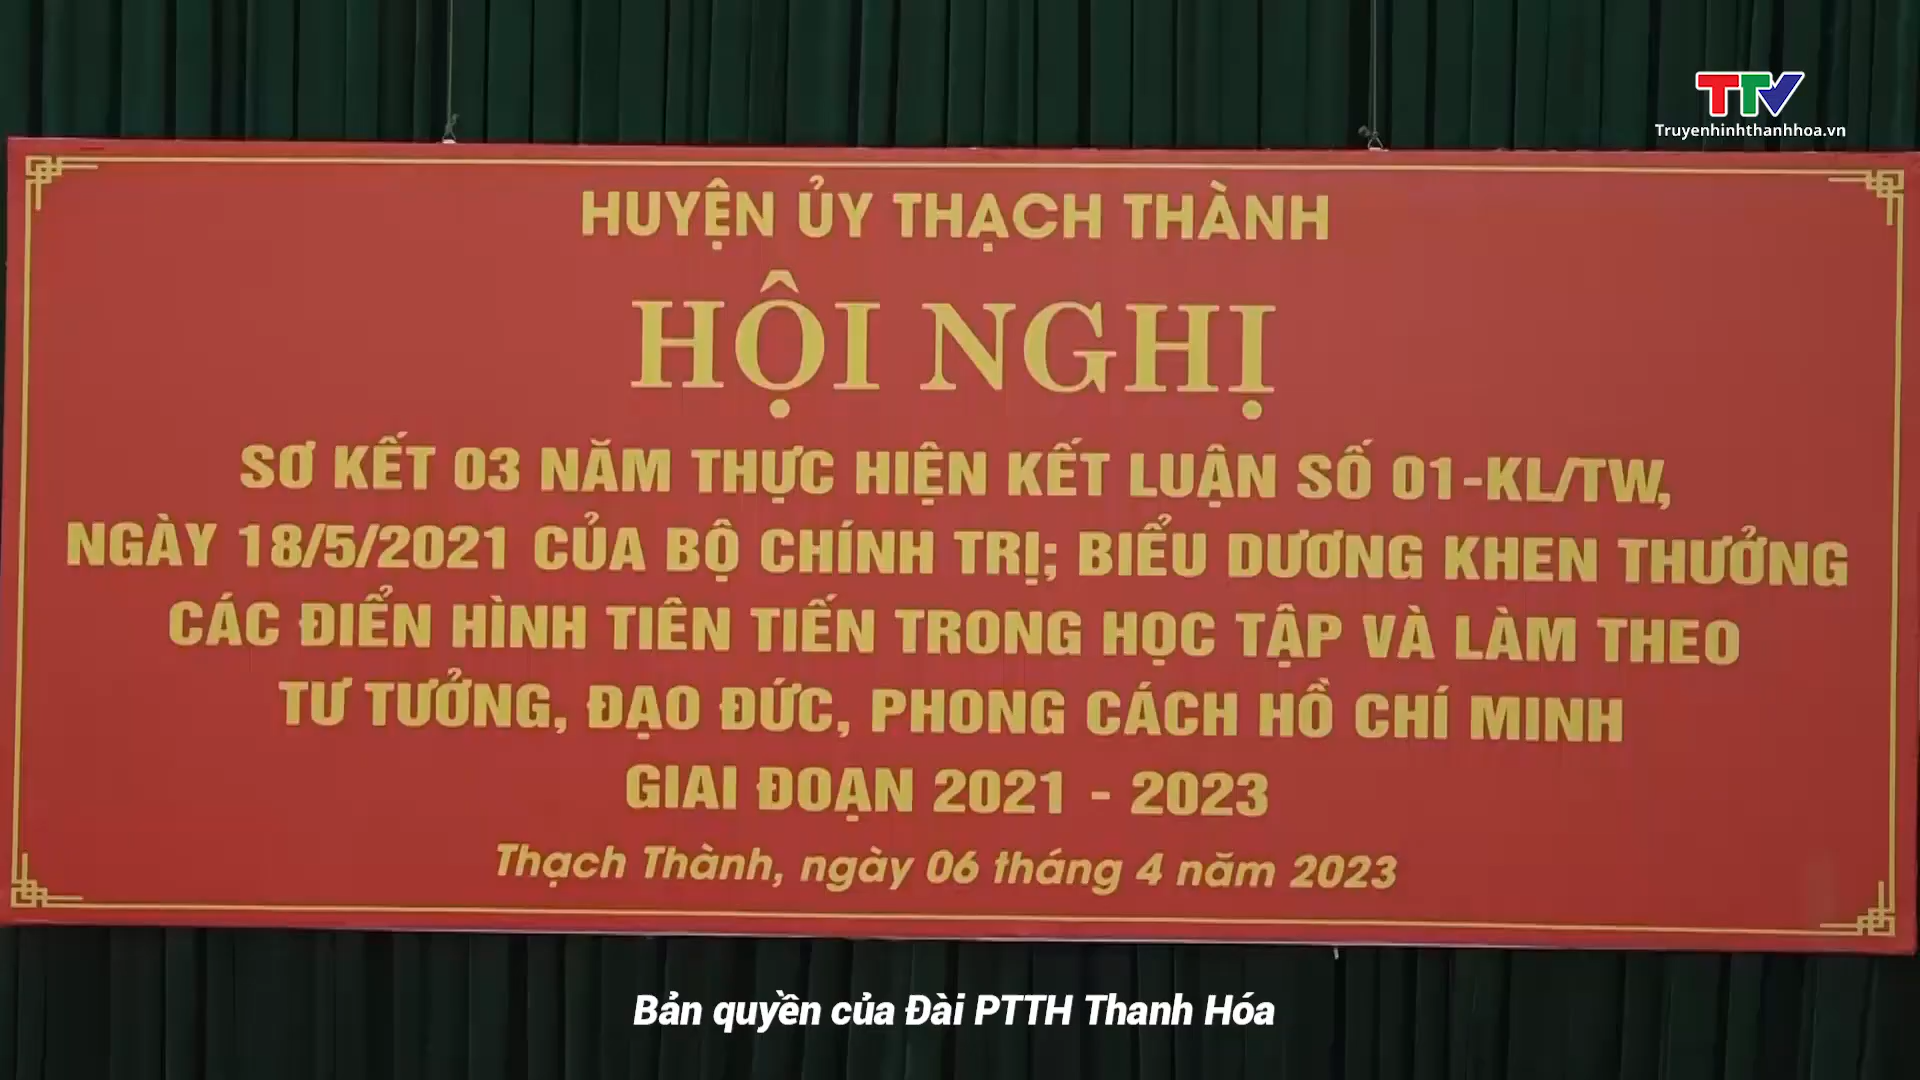 TTV
Truyenhinhthanhhoa.vn
HUYỆN ỦY THẠCH THÀNH
HỘI NGHỊ
SƠ KẾT 03 NĂM THỰC HIỆN KẾT LUẬN SỐ 01-KL/TW,
NGÀY 18/5/2021 CỦA BỘ CHÍNH TRỊ; BIỂU DƯƠNG KHEN THƯỞNG
CÁC ĐIỂN HÌNH TIÊN TIẾN TRONG HỌC TẬP VÀ LÀM THEO
TƯ TƯỞNG, ĐẠO ĐỨC, PHONG CÁCH HỒ CHÍ MINH
GIAI ĐOẠN 2021 - 2023
Thạch Thành, ngày 06 tháng 4 năm 2023
Bản quyền của Đài PTTH Thanh Hóa